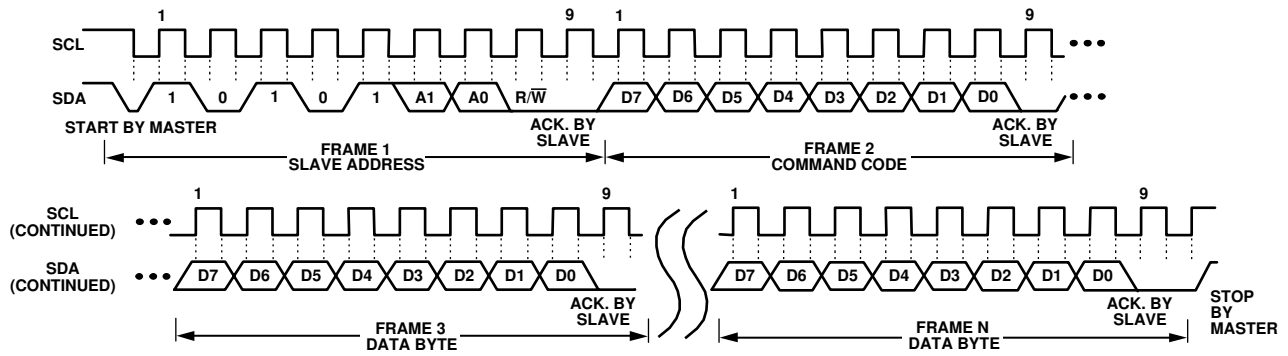 1 9 1 9
SCL
SDA 1 0 1 0 1 A1 A0 R/W̅ D7 D6 D5 D4 D3 D2 D1 D0
START BY MASTER ACK. BY SLAVE ACK. BY SLAVE
FRAME 1 SLAVE ADDRESS FRAME 2 COMMAND CODE
1 9 1 9
SCL (CONTINUED)
SDA (CONTINUED) D7 D6 D5 D4 D3 D2 D1 D0 D7 D6 D5 D4 D3 D2 D1 D0
ACK. BY SLAVE ACK. BY SLAVE STOP BY MASTER
FRAME 3 DATA BYTE FRAME N DATA BYTE